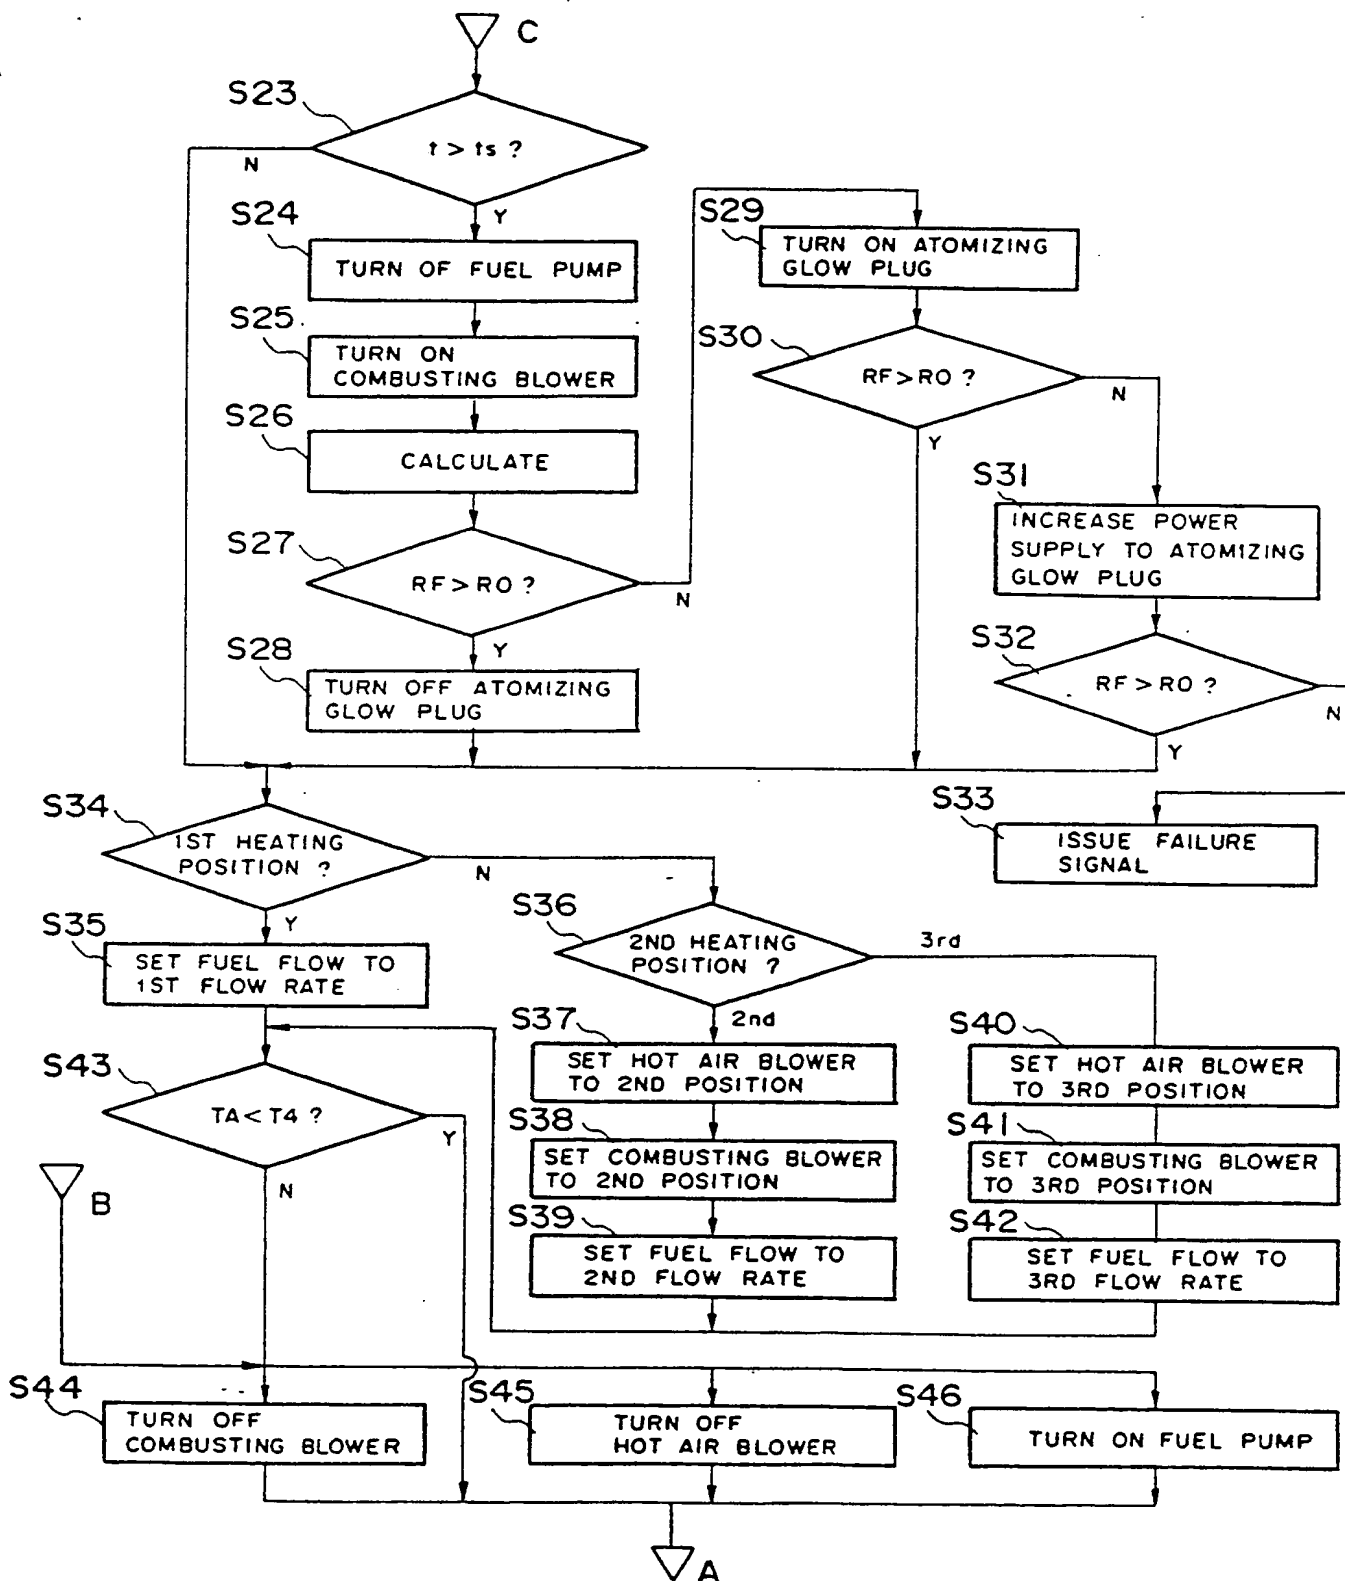 C
S23
t > ts ?
N
Y
S24
TURN OF FUEL PUMP
S25
TURN ON
COMBUSTING BLOWER
S26
CALCULATE
S27
RF > RO ?
N
Y
S28
TURN OFF ATOMIZING
GLOW PLUG
S29
TURN ON ATOMIZING
GLOW PLUG
S30
RF > RO ?
N
Y
S31
INCREASE POWER
SUPPLY TO ATOMIZING
GLOW PLUG
S32
RF > RO ?
N
Y
S33
ISSUE FAILURE
SIGNAL
S34
1ST HEATING
POSITION ?
N
Y
S35
SET FUEL FLOW TO
1ST FLOW RATE
S36
2ND HEATING
POSITION ?
3rd
2nd
S37
SET HOT AIR BLOWER
TO 2ND POSITION
S38
SET COMBUSTING BLOWER
TO 2ND POSITION
S39
SET FUEL FLOW TO
2ND FLOW RATE
S40
SET HOT AIR BLOWER
TO 3RD POSITION
S41
SET COMBUSTING BLOWER
TO 3RD POSITION
S42
SET FUEL FLOW TO
3RD FLOW RATE
S43
TA < T4 ?
Y
N
B
S44
TURN OFF
COMBUSTING BLOWER
S45
TURN OFF
HOT AIR BLOWER
S46
TURN ON FUEL PUMP
A